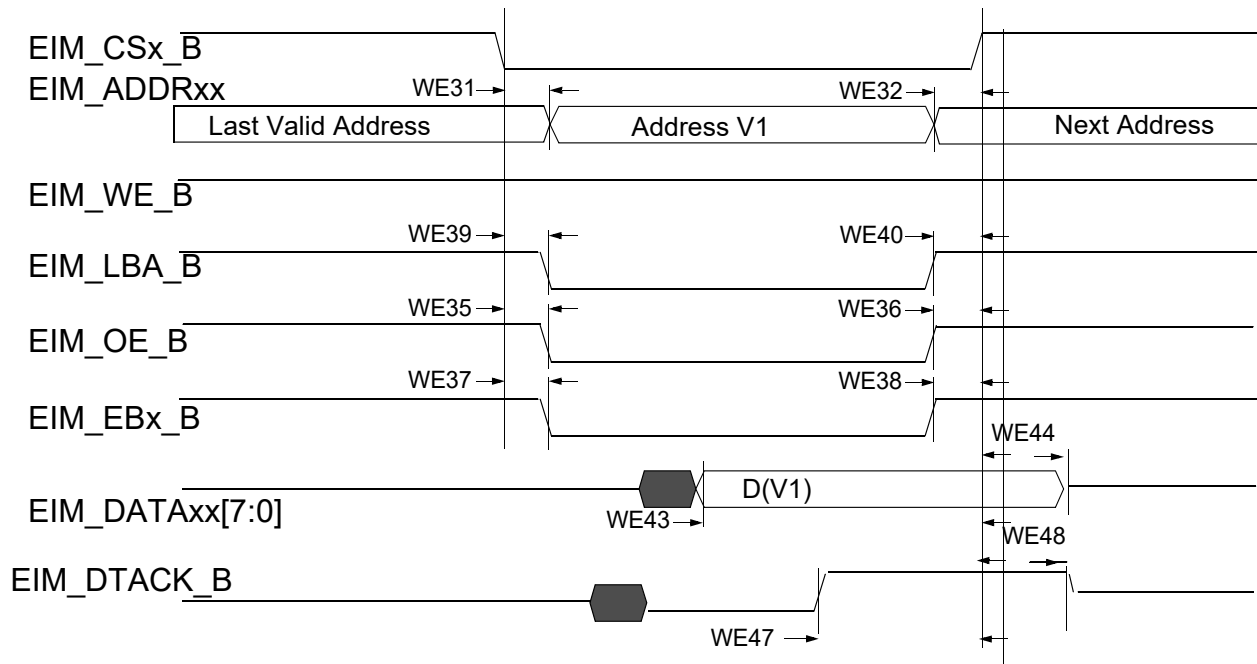 EIM_CSx_B
EIM_ADDRxx
WE31
WE32
Last Valid Address
Address V1
Next Address
EIM_WE_B
WE39
WE40
EIM_LBA_B
WE35
WE36
EIM_OE_B
WE37
WE38
EIM_EBx_B
WE44
D(V1)
EIM_DATAxx[7:0]
WE43
WE48
EIM_DTACK_B
WE47